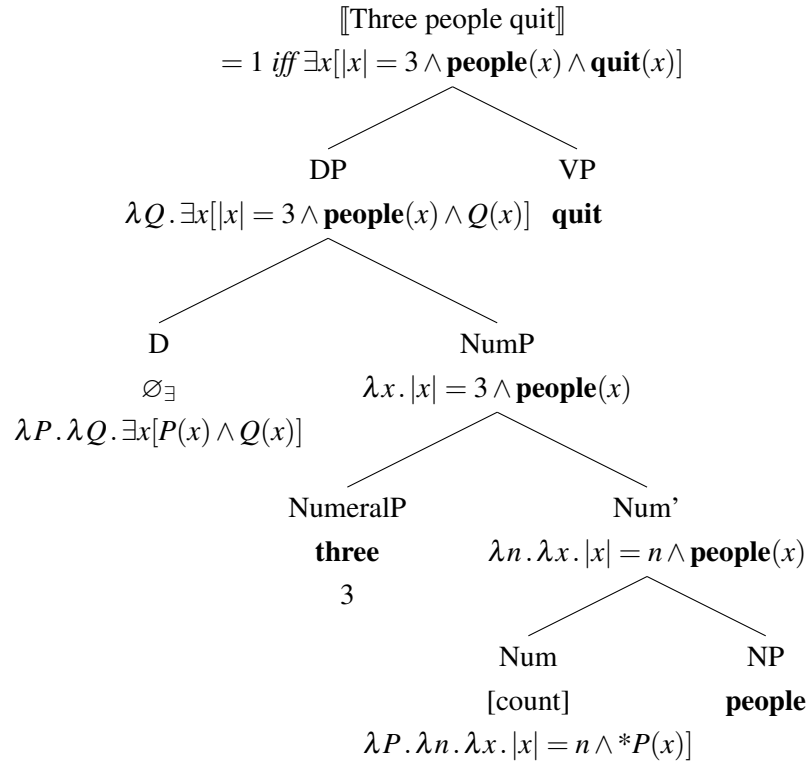 ⟦Three people quit⟧
= 1 iff ∃x[|x| = 3 ∧ people(x) ∧ quit(x)]
DP VP
λQ. ∃x[|x| = 3 ∧ people(x) ∧ Q(x)] quit
D NumP
∅∃ λx. |x| = 3 ∧ people(x)
λP. λQ. ∃x[P(x) ∧ Q(x)]
NumeralP Num’
three λn. λx. |x| = n ∧ people(x)
3
Num NP
[count] people
λP. λn. λx. |x| = n ∧ *P(x)]